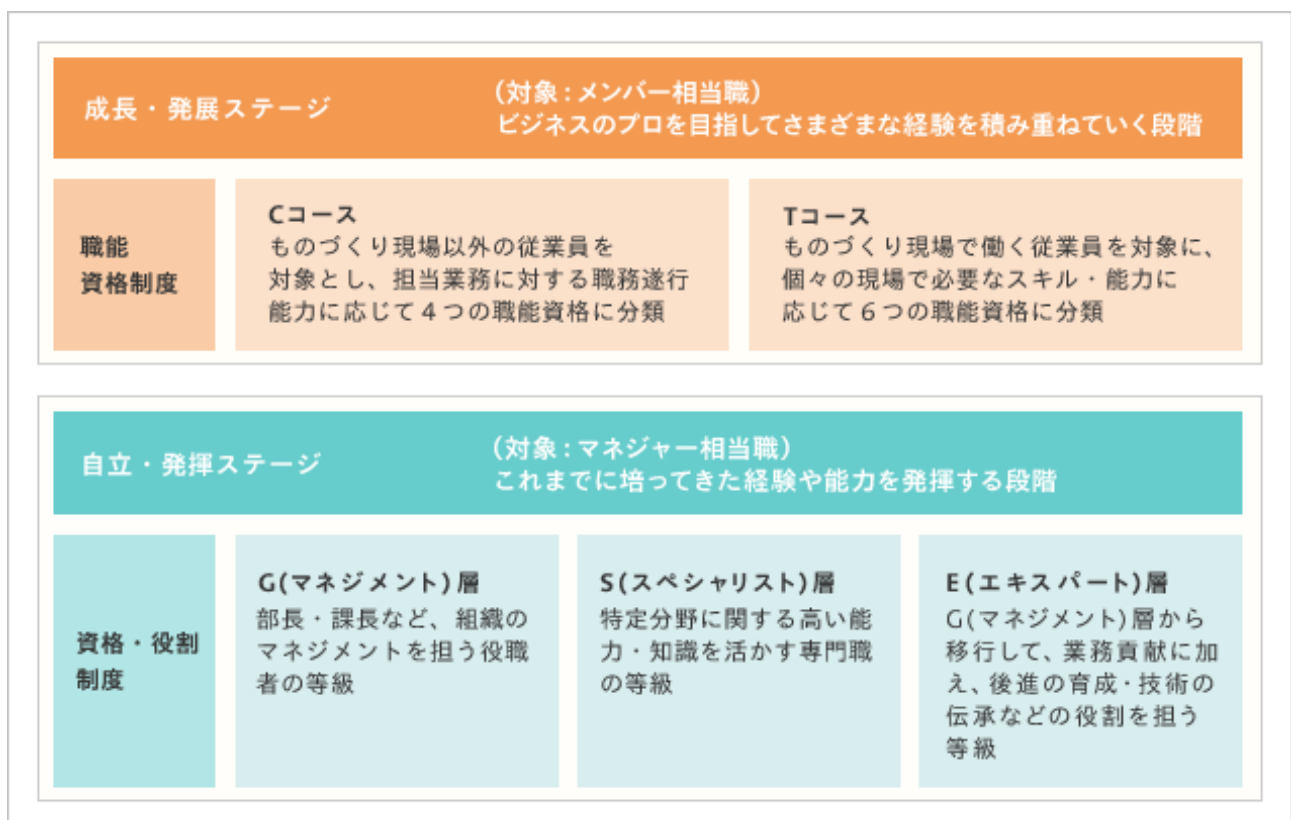 成長・発展ステージ
（対象：メンバー相当職）
ビジネスのプロを目指してさまざまな経験を積み重ねていく段階
職能
資格制度
Cコース
ものづくり現場以外の従業員を
対象とし、担当業務に対する職務遂行
能力に応じて４つの職能資格に分類
Tコース
ものづくり現場で働く従業員を対象に、
個々の現場で必要なスキル・能力に
応じて６つの職能資格に分類
自立・発揮ステージ
（対象：マネジャー相当職）
これまでに培ってきた経験や能力を発揮する段階
資格・役割
制度
G(マネジメント)層
部長・課長など、組織の
マネジメントを担う役職
者の等級
S(スペシャリスト)層
特定分野に関する高い能
力・知識を活かす専門職
の等級
E(エキスパート)層
G(マネジメント)層から
移行して、業務貢献に加
え、後進の育成・技術の
伝承などの役割を担う
等級